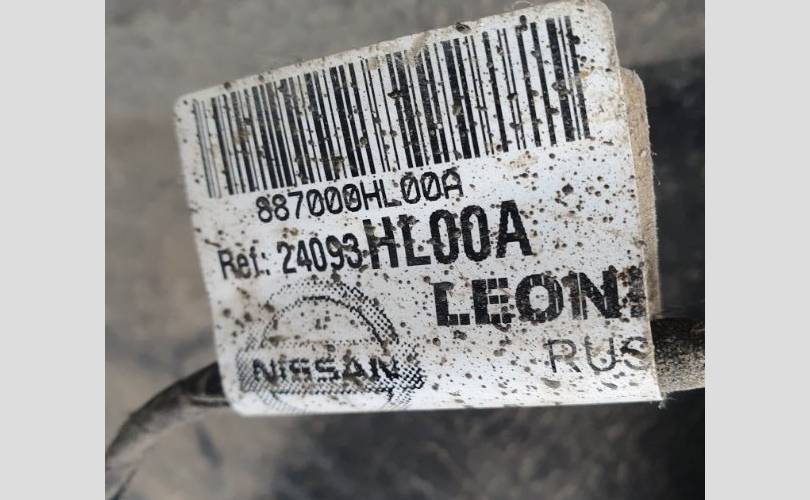 887000HL00A
Ref.: 24093HL00A
LEONI
RUS
NISSAN